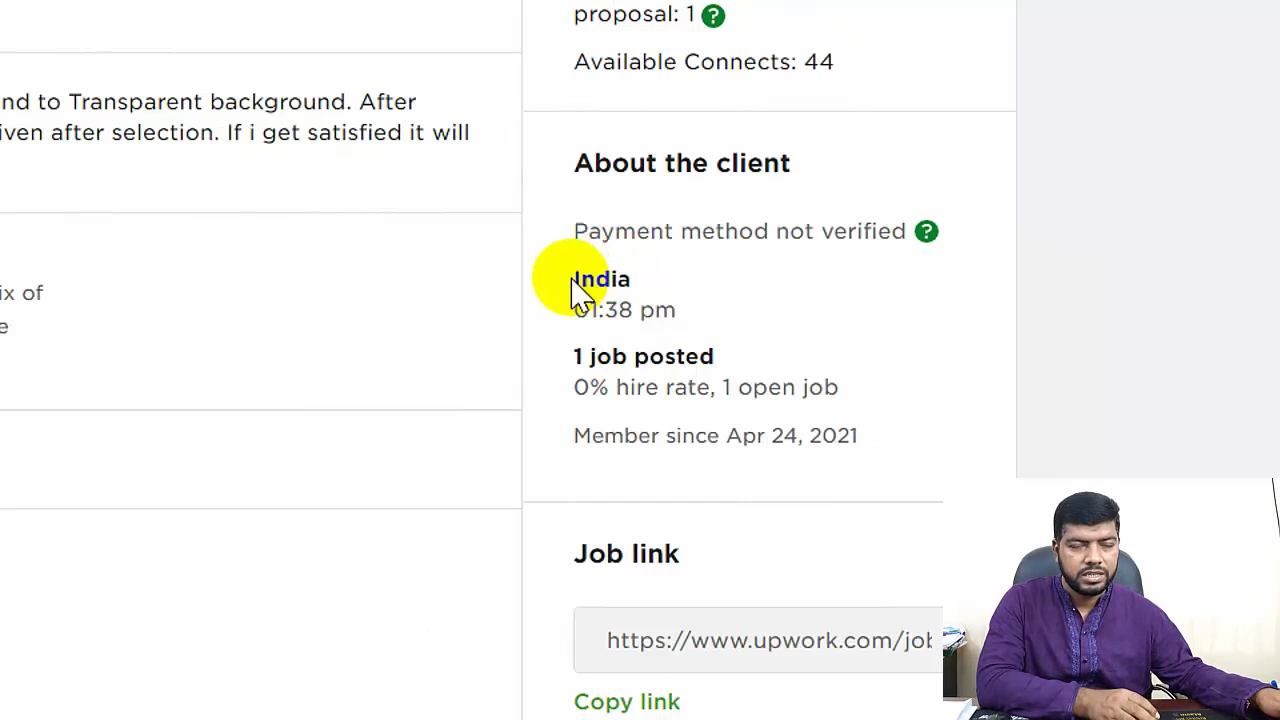 proposal: 1 ?
Available Connects: 44
nd to Transparent background. After
iven after selection. If i get satisfied it will
About the client
Payment method not verified ?
India
01:38 pm
ix of
e
1 job posted
0% hire rate, 1 open job
Member since Apr 24, 2021
Job link
https://www.upwork.com/job
Copy link